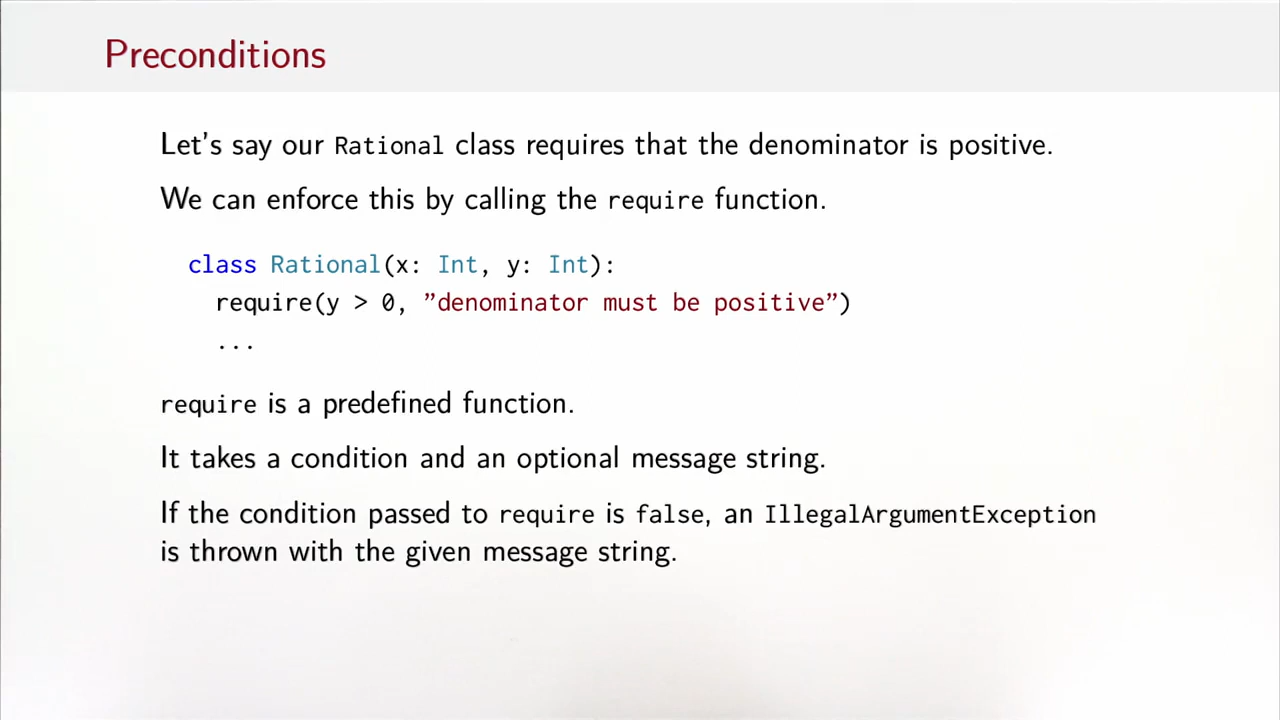 Preconditions
Let's say our Rational class requires that the denominator is positive.
We can enforce this by calling the require function.
class Rational(x: Int, y: Int):
require(y > 0, ”denominator must be positive”)
...
require is a predefined function.
It takes a condition and an optional message string.
If the condition passed to require is false, an IllegalArgumentException
is thrown with the given message string.